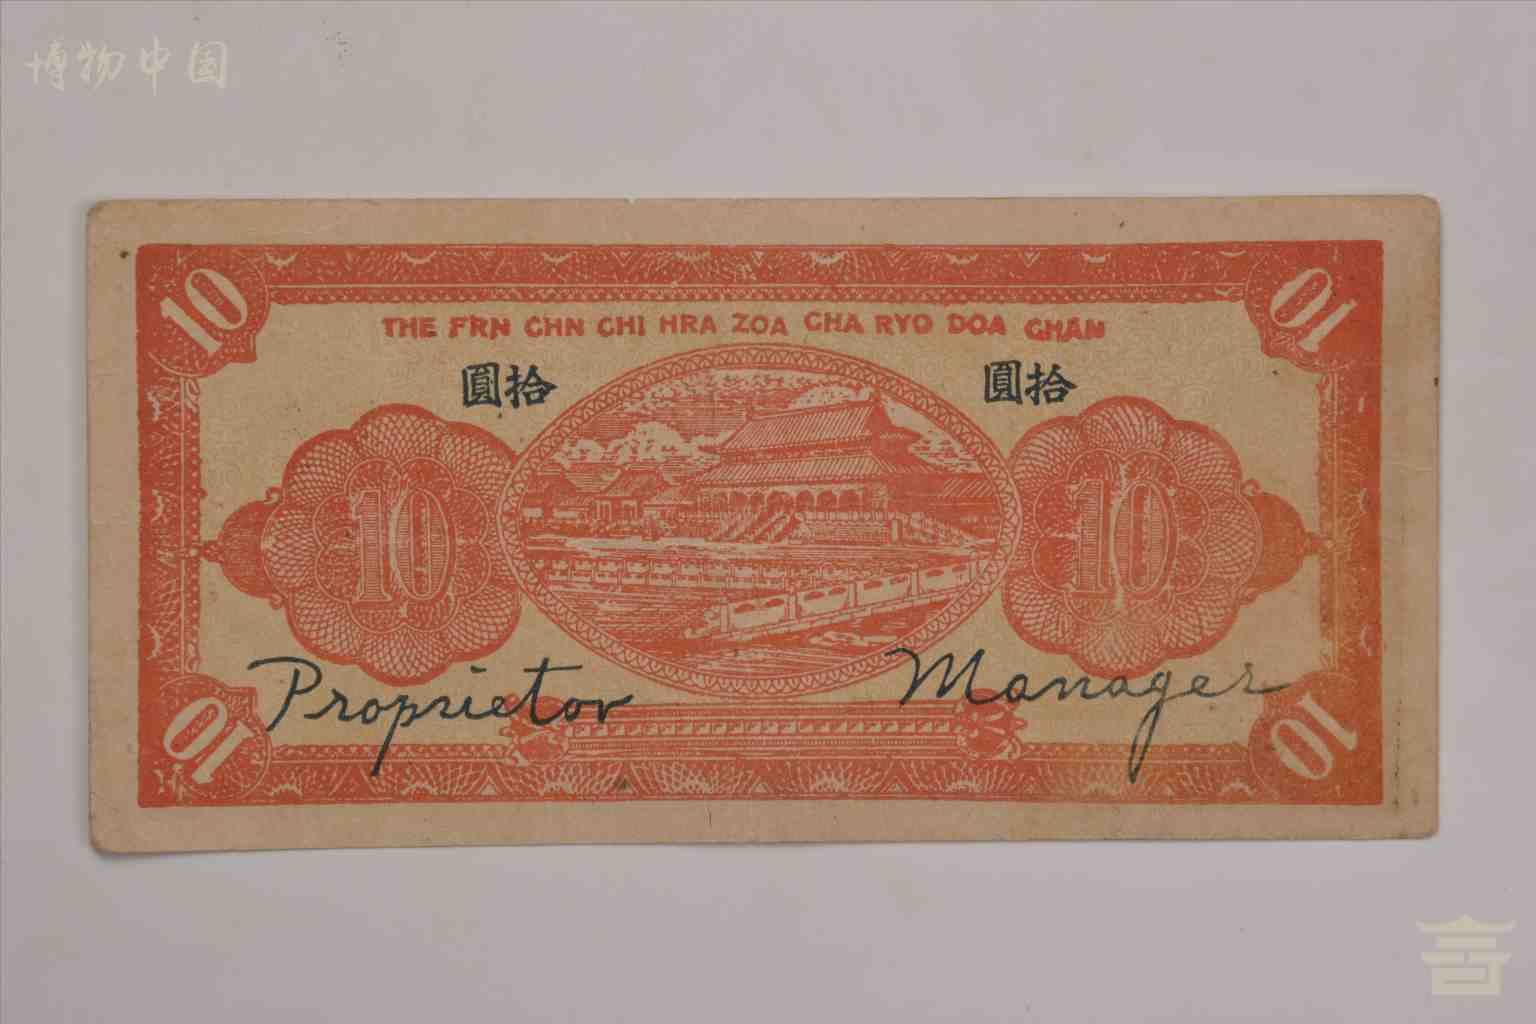 博物中国
10
10
THE FRN CHN CHI HRA ZOA CHA RYO DOA CHAN
圓拾
圓拾
10
10
Proprietor
Manager
10
10